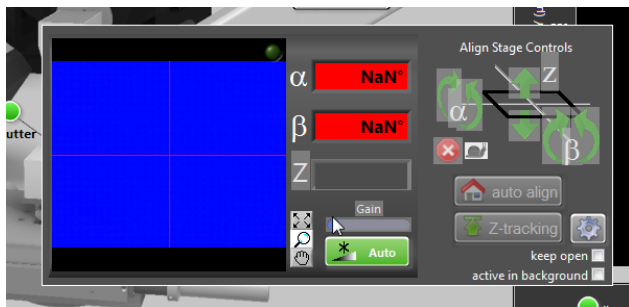 Align Stage Controls
α NaN°
Z
α
β NaN°
β
Z
auto align
Gain
Z-tracking
utter
Auto
keep open
active in background